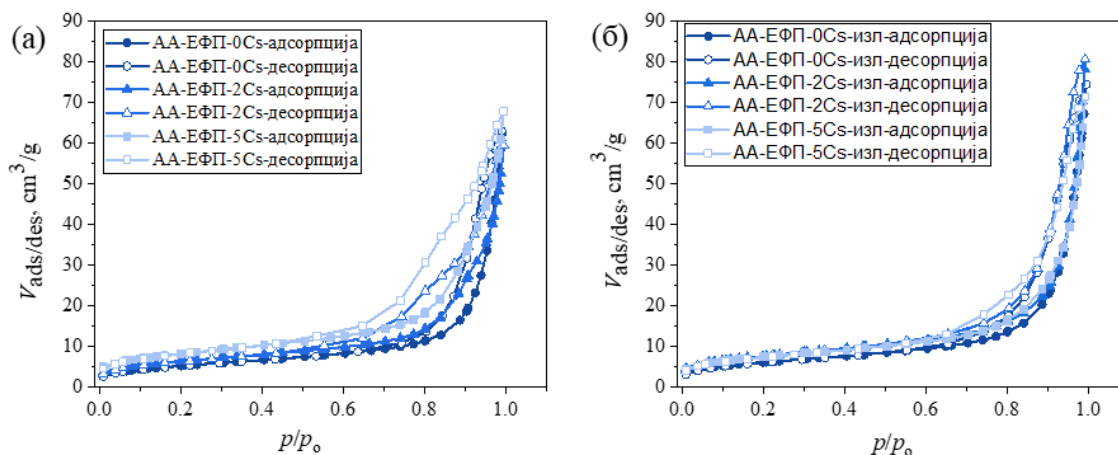 (а)
90
80
70
60
50
40
30
20
10
0
V_ads/des, cm³/g
АА-ЕФП-0Cs-адсорпција
АА-ЕФП-0Cs-десорпција
АА-ЕФП-2Cs-адсорпција
АА-ЕФП-2Cs-десорпција
АА-ЕФП-5Cs-адсорпција
АА-ЕФП-5Cs-десорпција
0.0 0.2 0.4 0.6 0.8 1.0
p/p₀
(б)
90
80
70
60
50
40
30
20
10
0
V_ads/des, cm³/g
АА-ЕФП-0Cs-изл-адсорпција
АА-ЕФП-0Cs-изл-десорпција
АА-ЕФП-2Cs-изл-адсорпција
АА-ЕФП-2Cs-изл-десорпција
АА-ЕФП-5Cs-изл-адсорпција
АА-ЕФП-5Cs-изл-десорпција
0.0 0.2 0.4 0.6 0.8 1.0
p/p₀